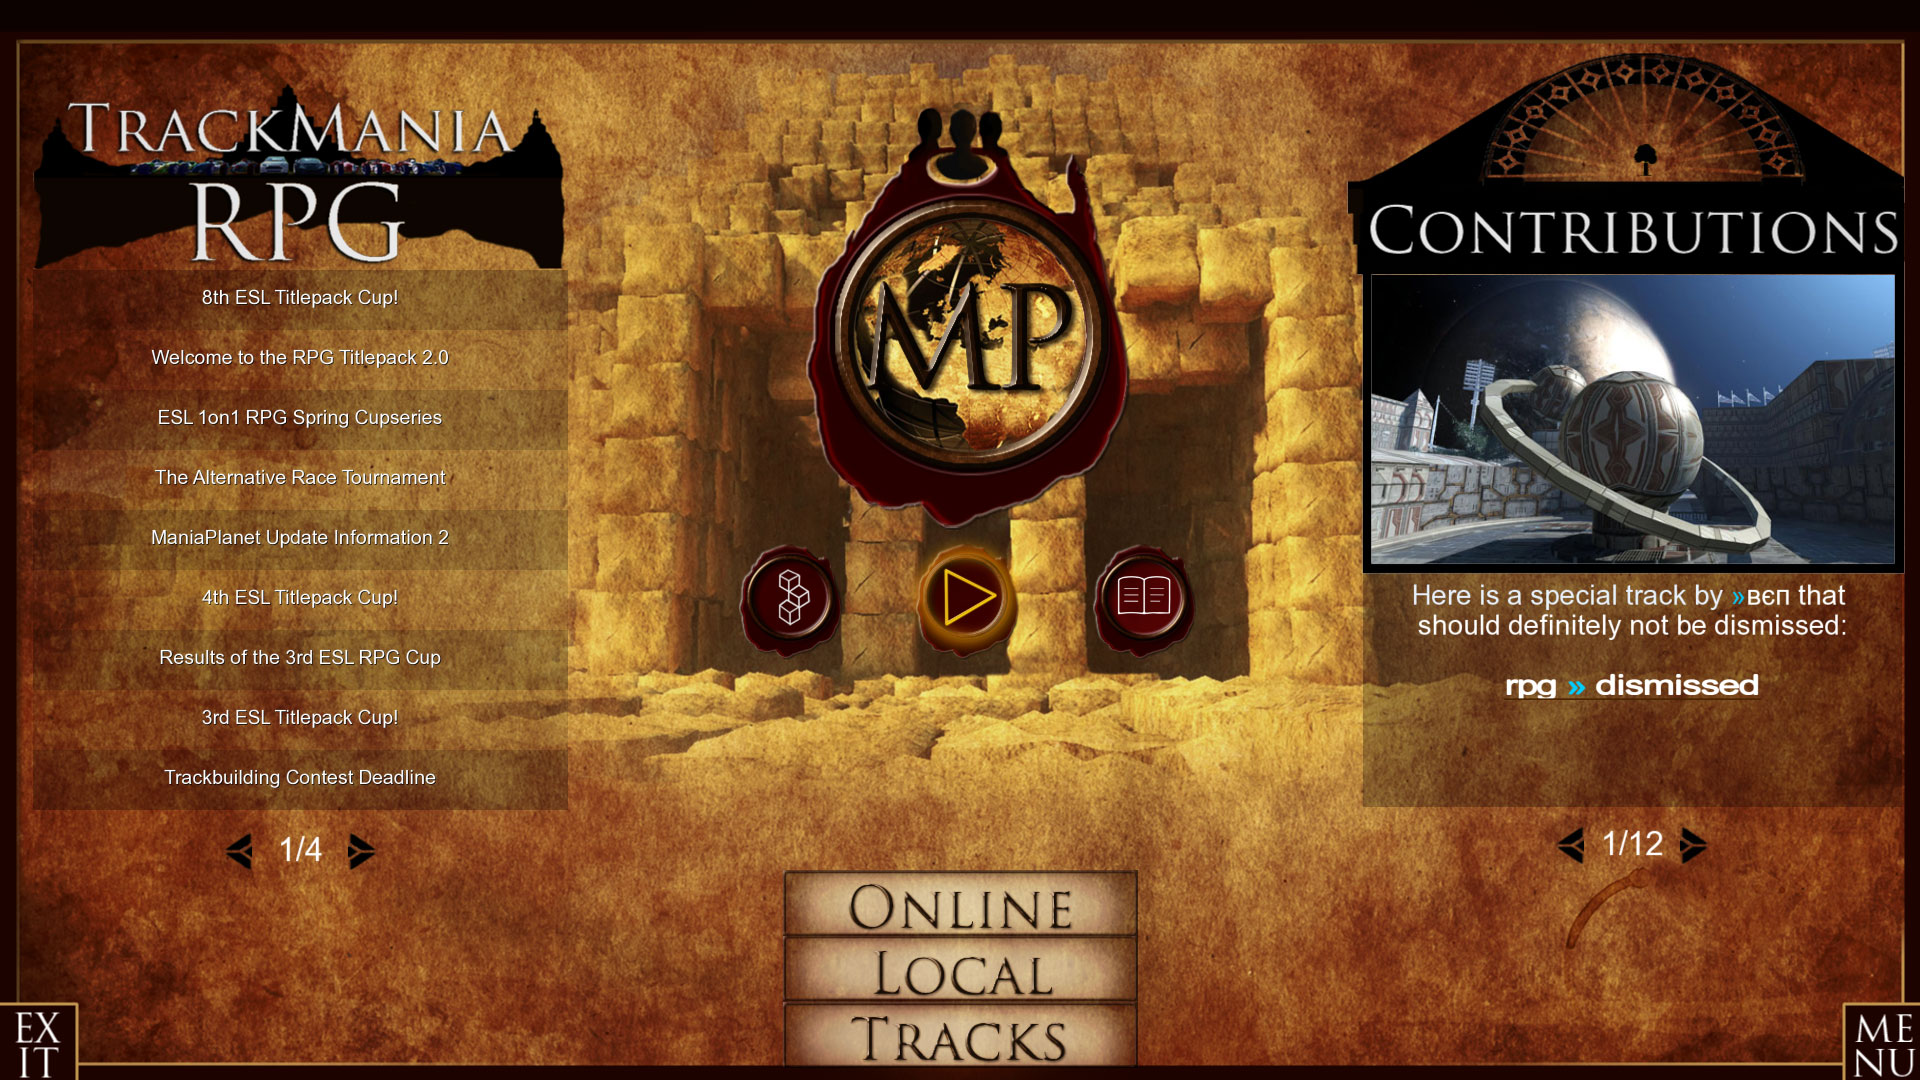 TRACKMANIA
RPG
8th ESL Titlepack Cup!
Welcome to the RPG Titlepack 2.0
ESL 1on1 RPG Spring Cupseries
The Alternative Race Tournament
ManiaPlanet Update Information 2
4th ESL Titlepack Cup!
Results of the 3rd ESL RPG Cup
3rd ESL Titlepack Cup!
Trackbuilding Contest Deadline
1/4
MP
ONLINE
LOCAL
TRACKS
CONTRIBUTIONS
Here is a special track by »вєп that
should definitely not be dismissed:
rpg » dismissed
1/12
EX
IT
ME
NU